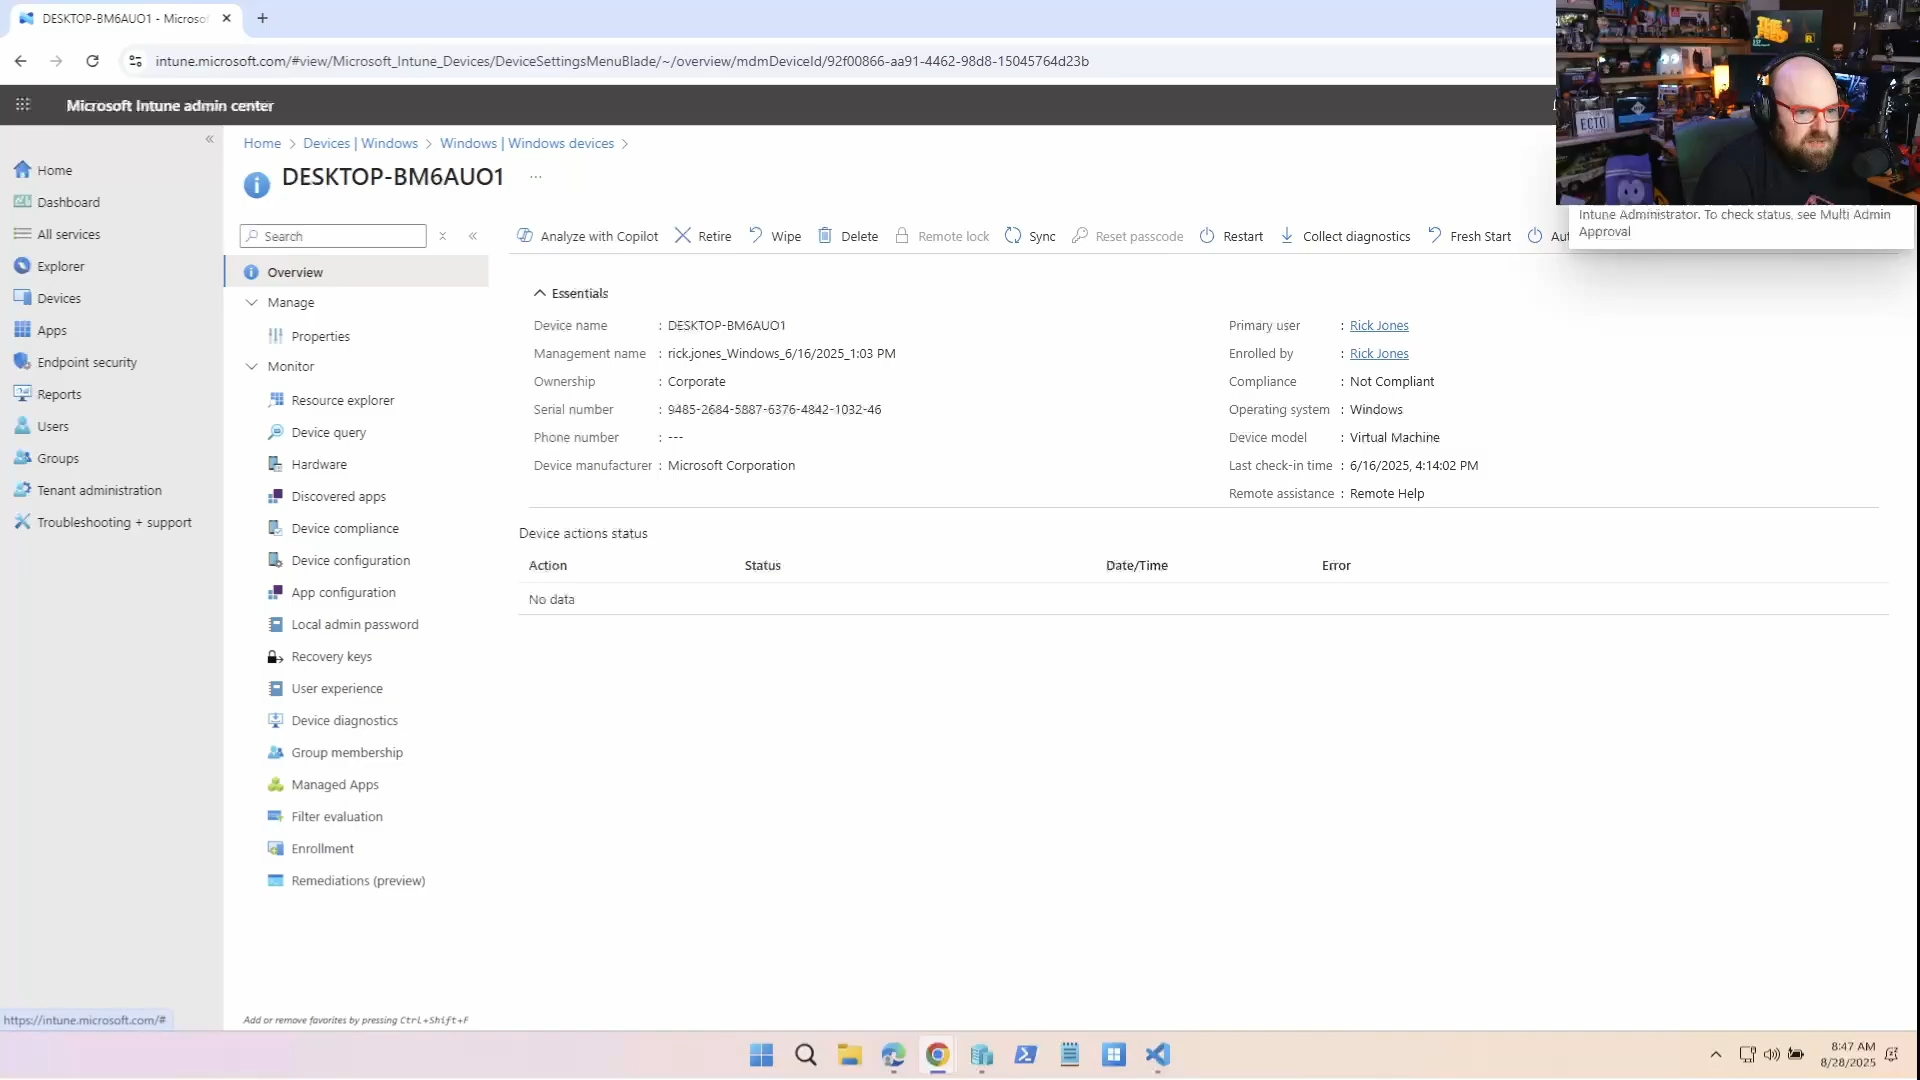 DESKTOP-BM6AUO1 - Microso
intune.microsoft.com/#view/Microsoft_Intune_Devices/DeviceSettingsMenuBlade/~/overview/mdmDeviceId/92f00866-aa91-4462-98d8-15045764d23b
Microsoft Intune admin center
Home
Dashboard
All services
Explorer
Devices
Apps
Endpoint security
Reports
Users
Groups
Tenant administration
Troubleshooting + support
https://intune.microsoft.com/#
Home > Devices | Windows > Windows | Windows devices >
DESKTOP-BM6AUO1 ...
Search
Overview
Manage
Properties
Monitor
Resource explorer
Device query
Hardware
Discovered apps
Device compliance
Device configuration
App configuration
Local admin password
Recovery keys
User experience
Device diagnostics
Group membership
Managed Apps
Filter evaluation
Enrollment
Remediations (preview)
Add or remove favorites by pressing Ctrl+Shift+F
Analyze with Copilot Retire Wipe Delete Remote lock Sync Reset passcode Restart Collect diagnostics Fresh Start Aut
Intune Administrator. To check status, see Multi Admin
Approval
Essentials
Device name : DESKTOP-BM6AUO1
Management name : rick.jones_Windows_6/16/2025_1:03 PM
Ownership : Corporate
Serial number : 9485-2684-5887-6376-4842-1032-46
Phone number : ---
Device manufacturer : Microsoft Corporation
Primary user : Rick Jones
Enrolled by : Rick Jones
Compliance : Not Compliant
Operating system : Windows
Device model : Virtual Machine
Last check-in time : 6/16/2025, 4:14:02 PM
Remote assistance : Remote Help
Device actions status
Action Status Date/Time Error
No data
ECTO
8:47 AM
8/28/2025